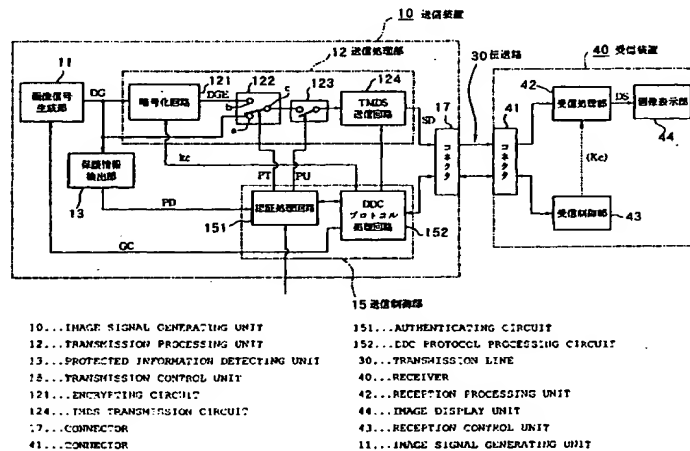 10 送信装置
12 送信処理部
11
画像信号
生成部
DG
121
暗号化回路
DGE
122
a
b
c
123
124
TMDS
送信回路
SD
17
コネクタ
30 伝送路
40 受信装置
41
コネクタ
42
受信処理部
DS
画像表示部
44
(Kc)
43
受信制御部
保護情報
検出部
13
kc
PT
PU
PD
認証処理回路
151
DDC
プロトコル
処理回路
152
GC
15 送信制御部
10...IMAGE SIGNAL GENERATING UNIT
12...TRANSMISSION PROCESSING UNIT
13...PROTECTED INFORMATION DETECTING UNIT
15...TRANSMISSION CONTROL UNIT
121...ENCRYPTING CIRCUIT
124...TMDS TRANSMISSION CIRCUIT
17...CONNECTOR
41...CONNECTOR
151...AUTHENTICATING CIRCUIT
152...DDC PROTOCOL PROCESSING CIRCUIT
30...TRANSMISSION LINE
40...RECEIVER
42...RECEPTION PROCESSING UNIT
44...IMAGE DISPLAY UNIT
43...RECEPTION CONTROL UNIT
11...IMAGE SIGNAL GENERATING UNIT